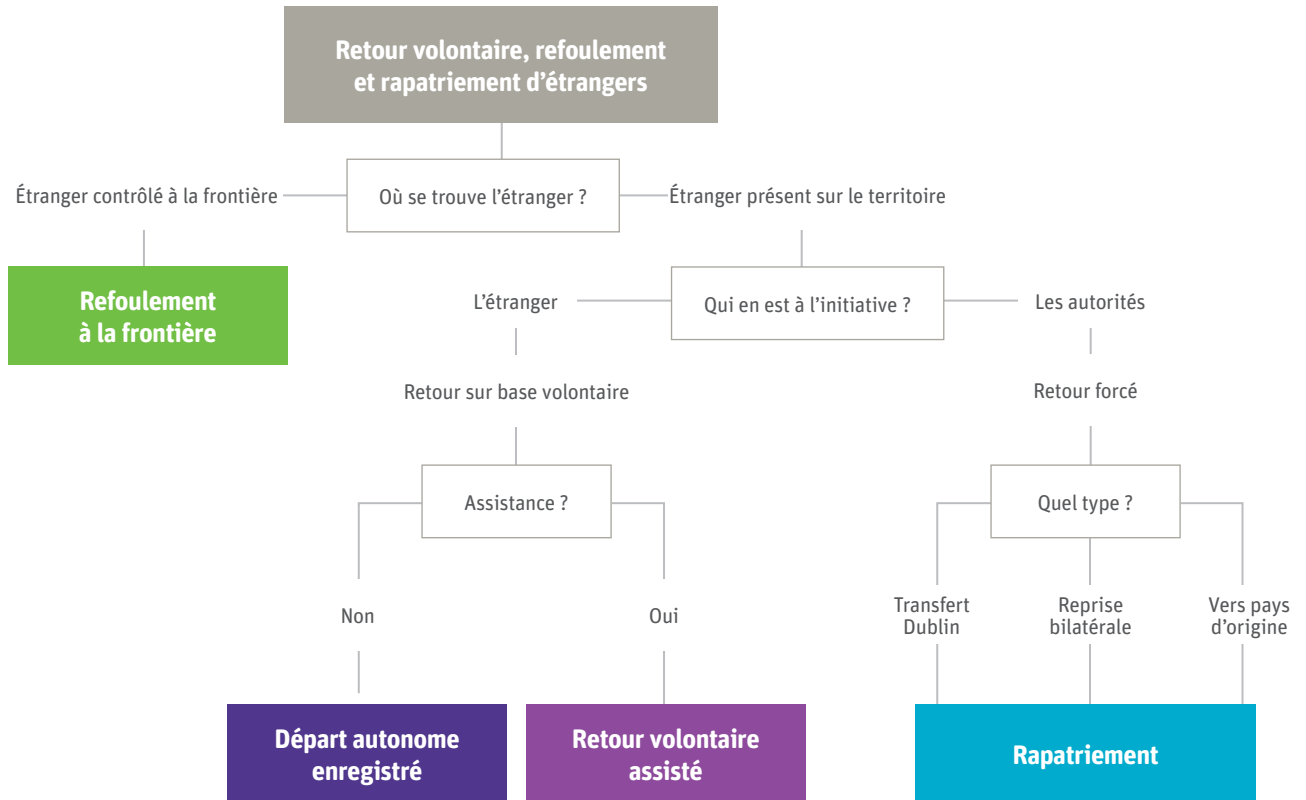 Retour volontaire, refoulement
et rapatriement d’étrangers
Étranger contrôlé à la frontière
Où se trouve l’étranger ?
Étranger présent sur le territoire
Refoulement
à la frontière
L’étranger
Qui en est à l’initiative ?
Les autorités
Retour sur base volontaire
Retour forcé
Assistance ?
Quel type ?
Non
Oui
Transfert
Dublin
Reprise
bilatérale
Vers pays
d’origine
Départ autonome
enregistré
Retour volontaire
assisté
Rapatriement